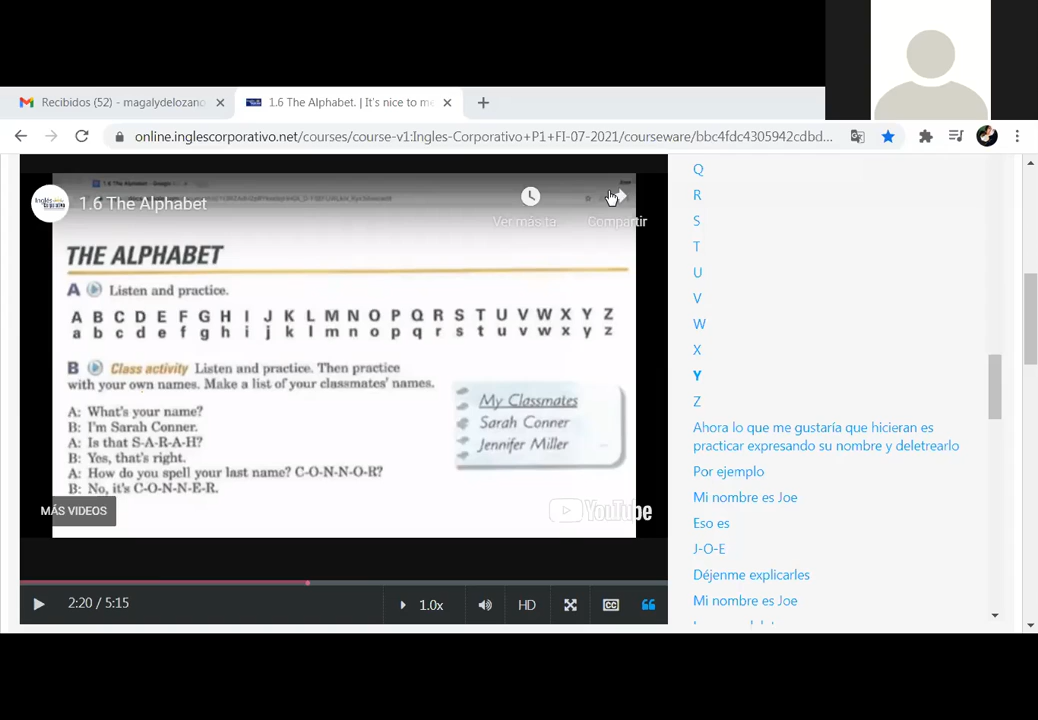 Recibidos (52) - magalydelozano
1.6 The Alphabet. | It's nice to me
online.inglescorporativo.net/courses/course-v1:Ingles-Corporativo+P1+FI-07-2021/courseware/bbc4fdc4305942cdbd...
1.6 The Alphabet
Ver más ta
Compartir
THE ALPHABET
A Listen and practice.
A B C D E F G H I J K L M N O P Q R S T U V W X Y Z
a b c d e f g h i j k l m n o p q r s t u v w x y z
B Class activity Listen and practice. Then practice
with your own names. Make a list of your classmates' names.
A: What's your name?
B: I'm Sarah Conner.
A: Is that S-A-R-A-H?
B: Yes, that's right.
A: How do you spell your last name? C-O-N-N-O-R?
B: No, it's C-O-N-N-E-R.
My Classmates
Sarah Conner
Jennifer Miller
MÁS VIDEOS
YouTube
2:20 / 5:15
1.0x
HD
CC
Q
R
S
T
U
V
W
X
Y
Z
Ahora lo que me gustaría que hicieran es
practicar expresando su nombre y deletrearlo
Por ejemplo
Mi nombre es Joe
Eso es
J-O-E
Déjenme explicarles
Mi nombre es Joe